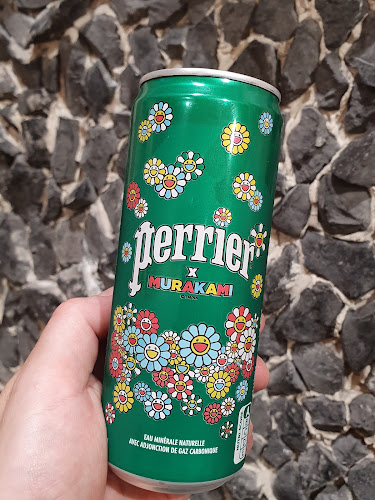 perrier
x
MURAKAMI
EAU MINÉRALE NATURELLE
AVEC ADJONCTION DE GAZ CARBONIQUE